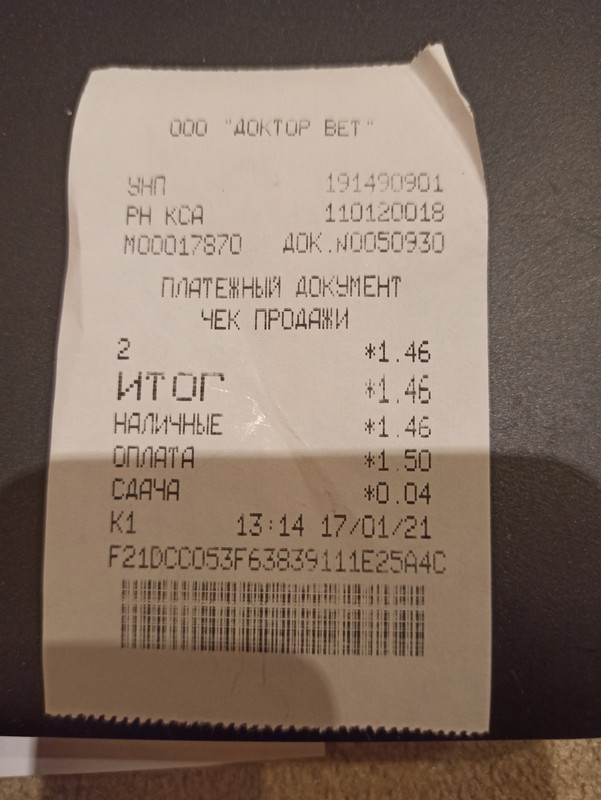 ООО "ДОКТОР ВЕТ"
УНП 191490901
РН КСА 110120018
М00017870 ДОК.N0050930
ПЛАТЕЖНЫЙ ДОКУМЕНТ
ЧЕК ПРОДАЖИ
2 *1.46
ИТОГ *1.46
НАЛИЧНЫЕ *1.46
ОПЛАТА *1.50
СДАЧА *0.04
К1 13:14 17/01/21
F21DCC053F63839111E25A4C